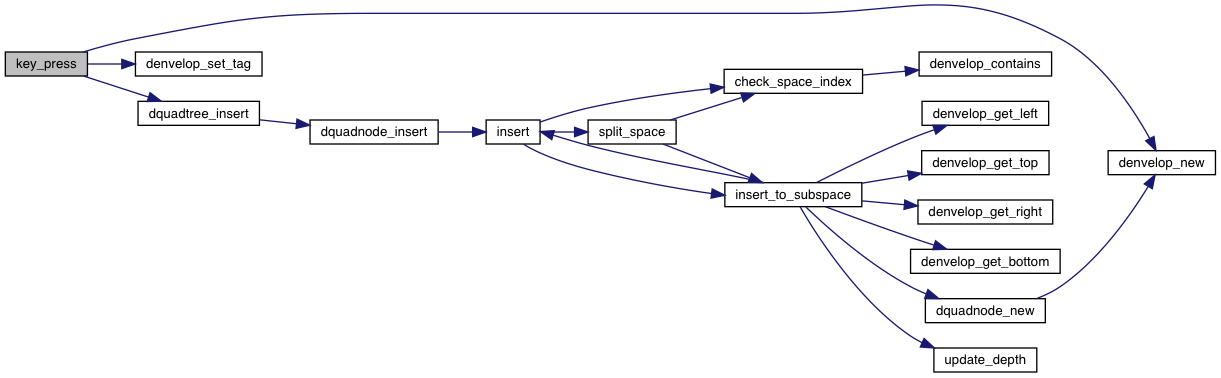 key_press
denvelop_set_tag
dquadtree_insert
dquadnode_insert
insert
split_space
check_space_index
insert_to_subspace
denvelop_contains
denvelop_get_left
denvelop_get_top
denvelop_get_right
denvelop_get_bottom
dquadnode_new
update_depth
denvelop_new